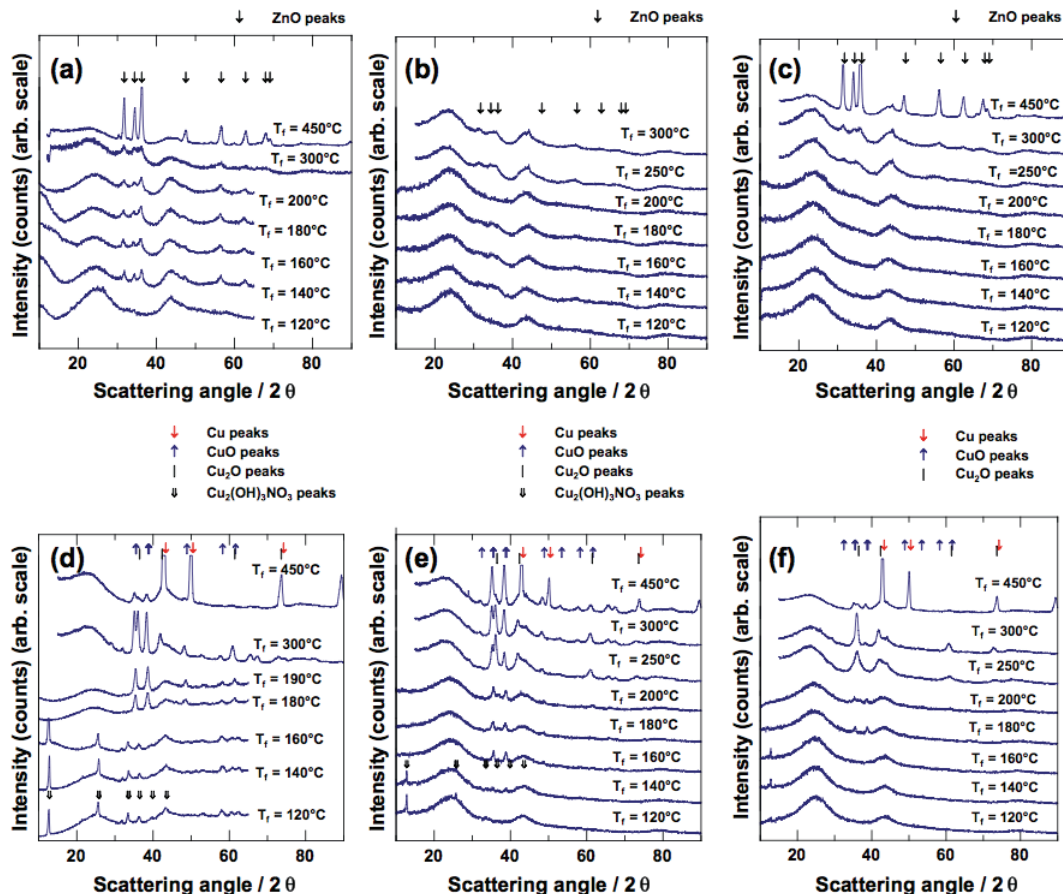 ↓ ZnO peaks
↓ ZnO peaks
↓ ZnO peaks
(a)
T_f = 450°C
T_f = 300°C
T_f = 200°C
T_f = 180°C
T_f = 160°C
T_f = 140°C
T_f = 120°C
Intensity (counts) (arb. scale)
20 40 60 80
Scattering angle / 2 θ
(b)
T_f = 300°C
T_f = 250°C
T_f = 200°C
T_f = 180°C
T_f = 160°C
T_f = 140°C
T_f = 120°C
Intensity (counts) (arb. scale)
20 40 60 80
Scattering angle / 2 θ
(c)
T_f = 450°C
T_f = 300°C
T_f =250°C
T_f = 200°C
T_f = 180°C
T_f = 160°C
T_f = 140°C
T_f = 120°C
Intensity (counts) (arb. scale)
20 40 60 80
Scattering angle / 2 θ
↓ Cu peaks
↑ CuO peaks
| Cu₂O peaks
⇓ Cu₂(OH)₃NO₃ peaks
(d)
T_f = 450°C
T_f = 300°C
T_f = 190°C
T_f = 180°C
T_f = 160°C
T_f = 140°C
T_f = 120°C
Intensity (counts) (arb. scale)
20 40 60 80
Scattering angle / 2 θ
↓ Cu peaks
↑ CuO peaks
| Cu₂O peaks
⇓ Cu₂(OH)₃NO₃ peaks
(e)
T_f = 450°C
T_f = 300°C
T_f = 250°C
T_f = 200°C
T_f = 180°C
T_f = 160°C
T_f = 140°C
T_f = 120°C
Intensity (counts) (arb. scale)
20 40 60 80
Scattering angle / 2 θ
↓ Cu peaks
↑ CuO peaks
| Cu₂O peaks
(f)
T_f = 450°C
T_f = 300°C
T_f = 250°C
T_f = 200°C
T_f = 180°C
T_f = 160°C
T_f = 140°C
T_f = 120°C
Intensity (counts) (arb. scale)
20 40 60 80
Scattering angle / 2 θ